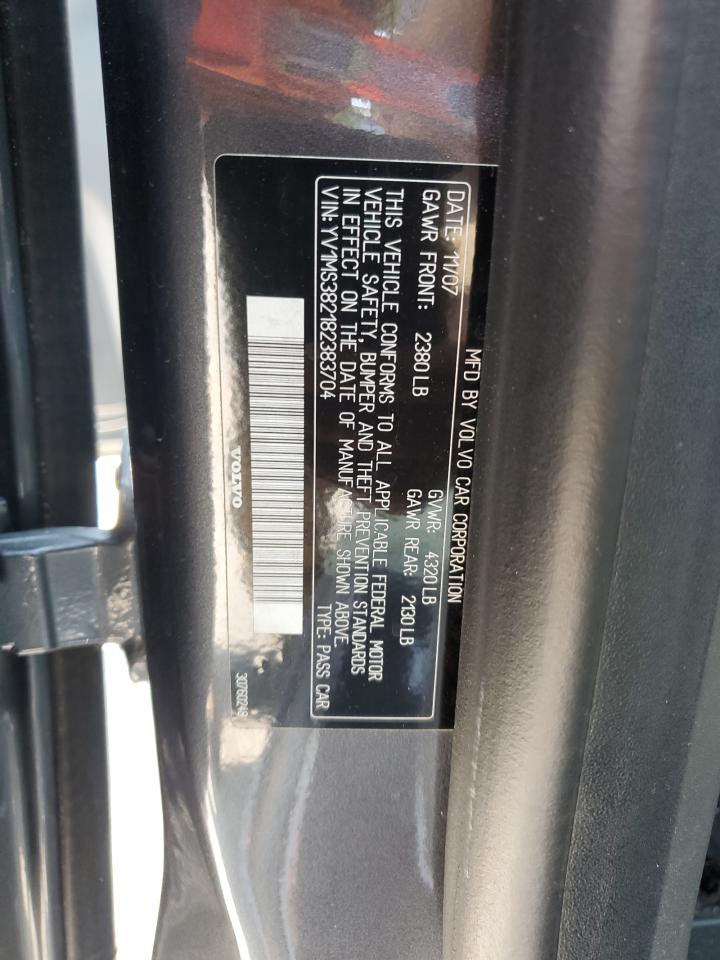 MFD BY VOLVO CAR CORPORATION
DATE: 11/07 GVWR: 4320 LB
GAWR FRONT: 2380 LB GAWR REAR: 2130 LB
THIS VEHICLE CONFORMS TO ALL APPLICABLE FEDERAL MOTOR
VEHICLE SAFETY, BUMPER AND THEFT PREVENTION STANDARDS
IN EFFECT ON THE DATE OF MANUFACTURE SHOWN ABOVE.
VIN: YV1MS382182383704 TYPE: PASS CAR
VOLVO
30760248